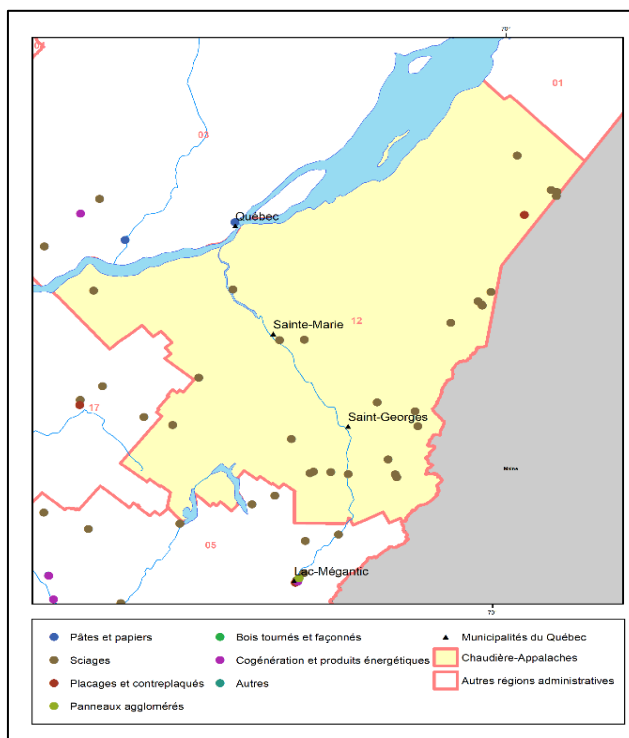 70°
01
03
Québec
Sainte-Marie
12
17
Saint-Georges
Maine
05
Lac-Mégantic
70
Pâtes et papiers
Bois tournés et façonnés
Municipalités du Québec
Sciages
Cogénération et produits énergétiques
Chaudière-Appalaches
Placages et contreplaqués
Autres
Autres régions administratives
Panneaux agglomérés